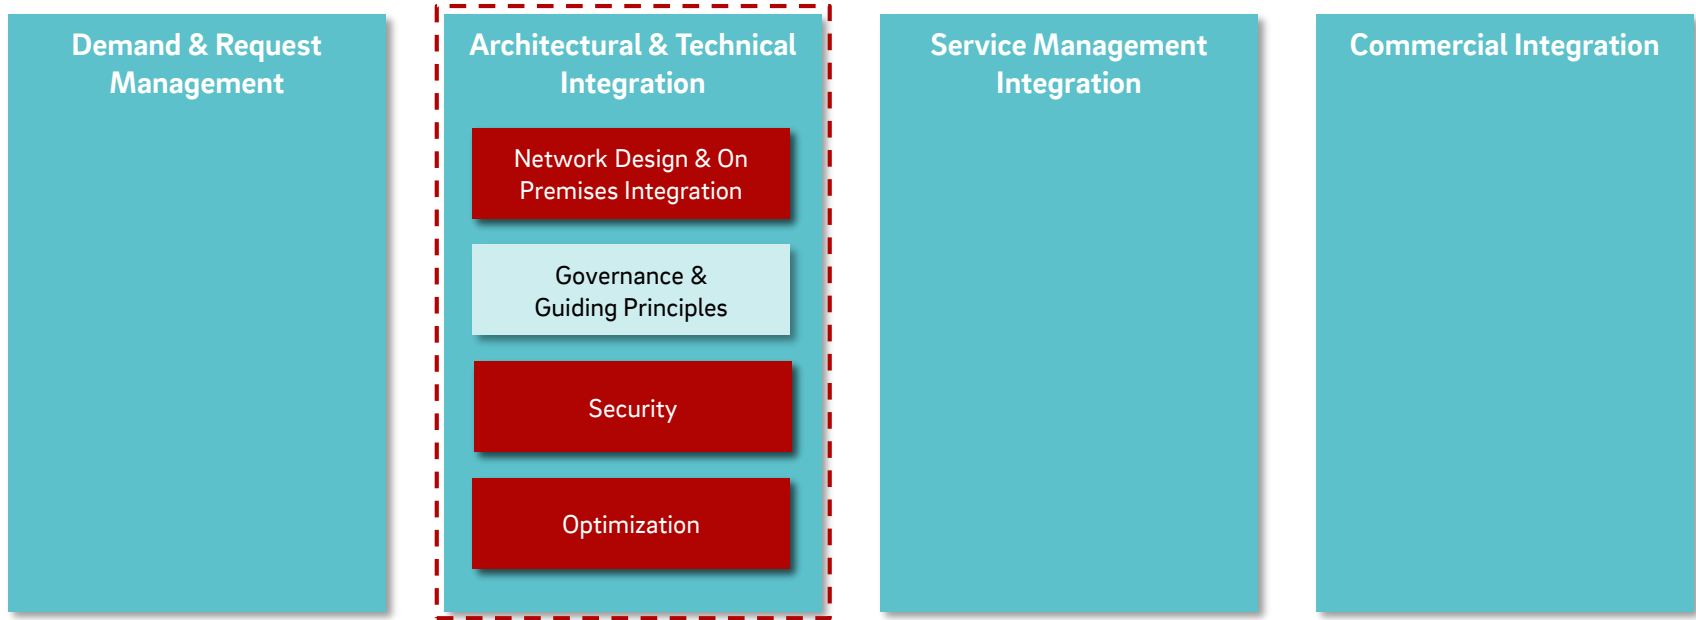 Demand & Request
Management
Architectural & Technical
Integration
Network Design & On
Premises Integration
Governance &
Guiding Principles
Security
Optimization
Service Management
Integration
Commercial Integration